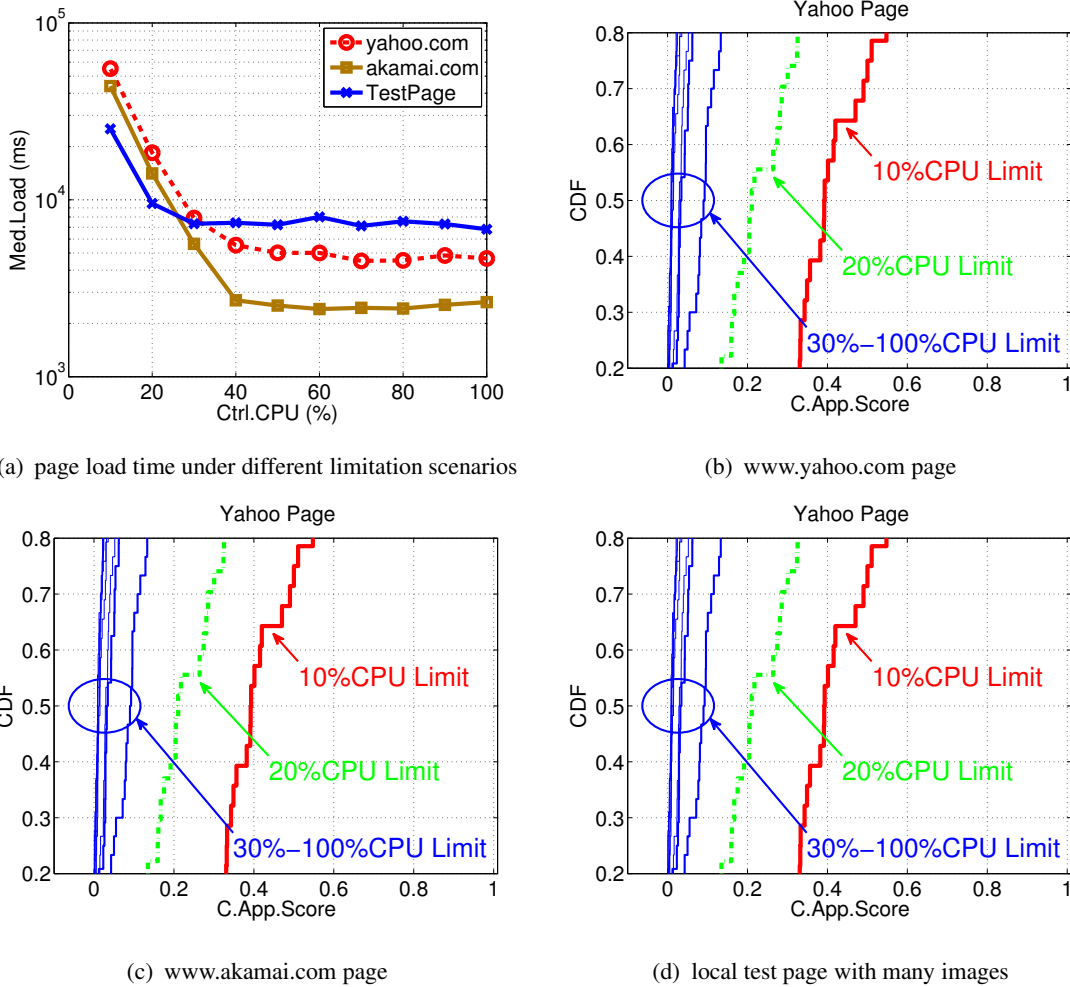 10^5
10^4
10^3
Med.Load (ms)
yahoo.com
akamai.com
TestPage
0 20 40 60 80 100
Ctrl.CPU (%)
(a) page load time under different limitation scenarios
Yahoo Page
0.8
0.7
0.6
0.5
0.4
0.3
0.2
CDF
10%CPU Limit
20%CPU Limit
30%−100%CPU Limit
0 0.2 0.4 0.6 0.8 1
C.App.Score
(b) www.yahoo.com page
Yahoo Page
0.8
0.7
0.6
0.5
0.4
0.3
0.2
CDF
10%CPU Limit
20%CPU Limit
30%−100%CPU Limit
0 0.2 0.4 0.6 0.8 1
C.App.Score
(c) www.akamai.com page
Yahoo Page
0.8
0.7
0.6
0.5
0.4
0.3
0.2
CDF
10%CPU Limit
20%CPU Limit
30%−100%CPU Limit
0 0.2 0.4 0.6 0.8 1
C.App.Score
(d) local test page with many images